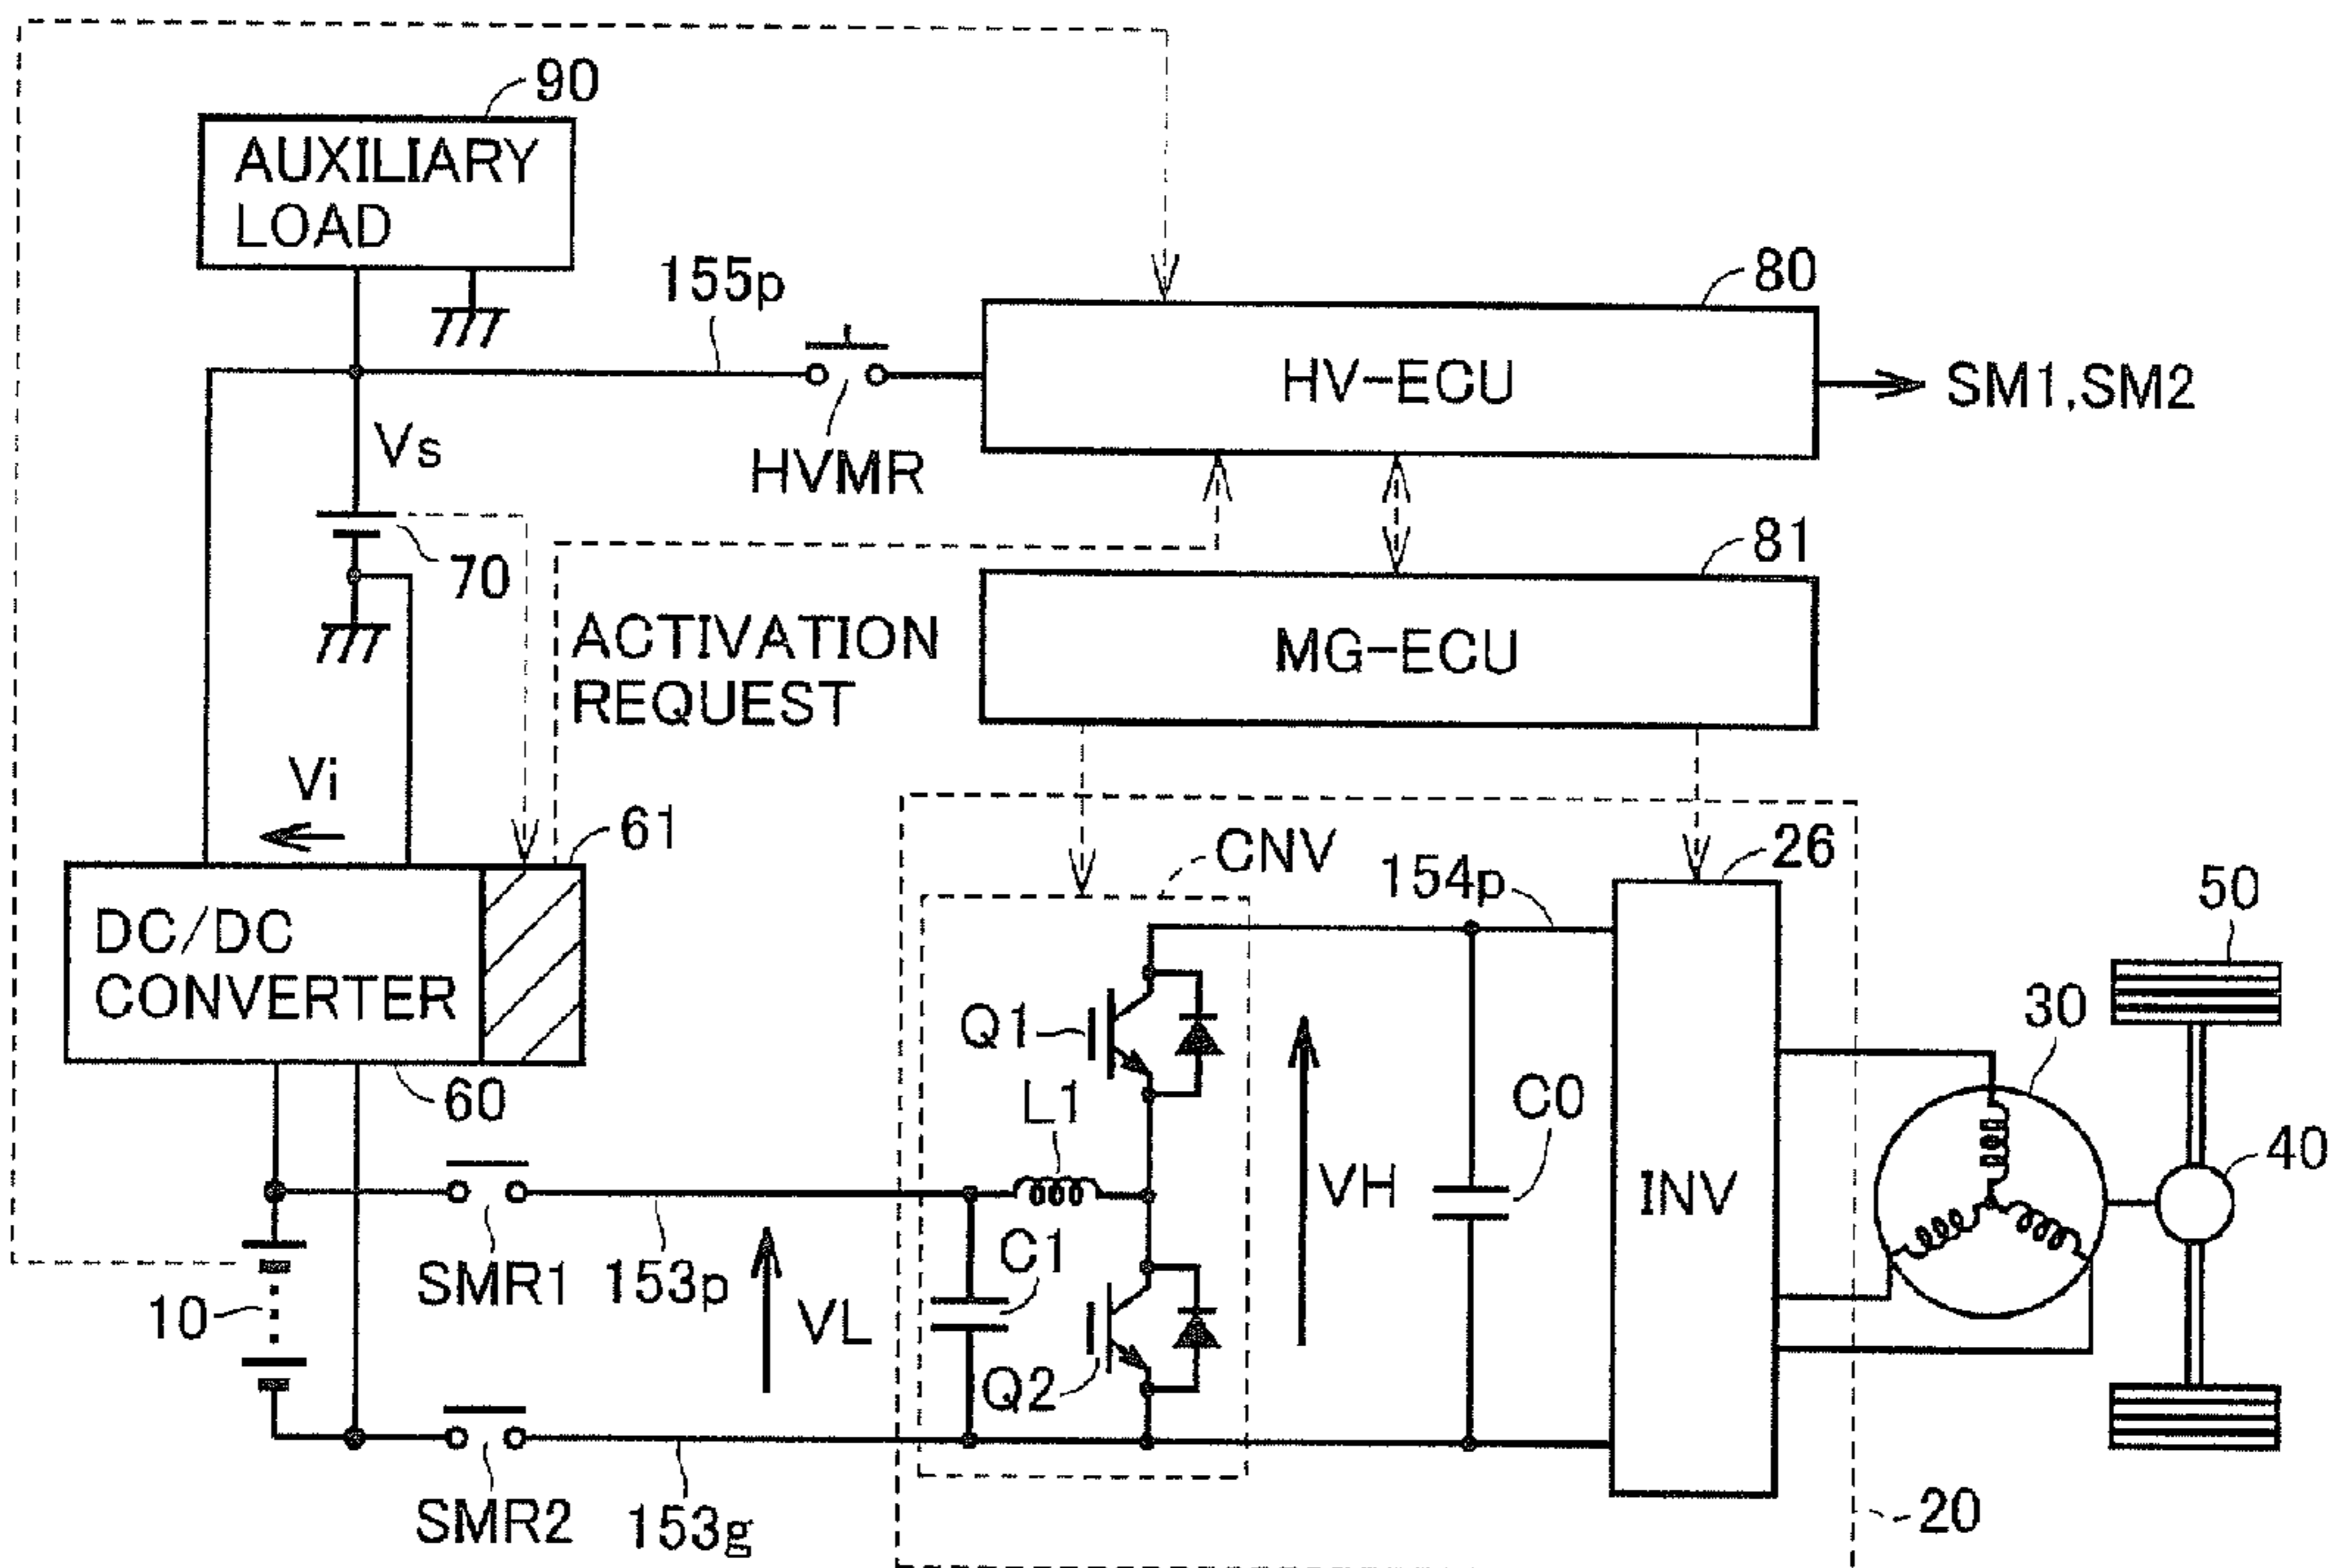 90
AUXILIARY
LOAD
155p
80
HV-ECU
SM1,SM2
Vs
HVMR
70
81
ACTIVATION
REQUEST
MG-ECU
Vi
61
CNV
154p
26
50
DC/DC
CONVERTER
Q1
30
60
L1
C0
40
VH
INV
C1
SMR1
153p
10
VL
Q2
SMR2
153g
20